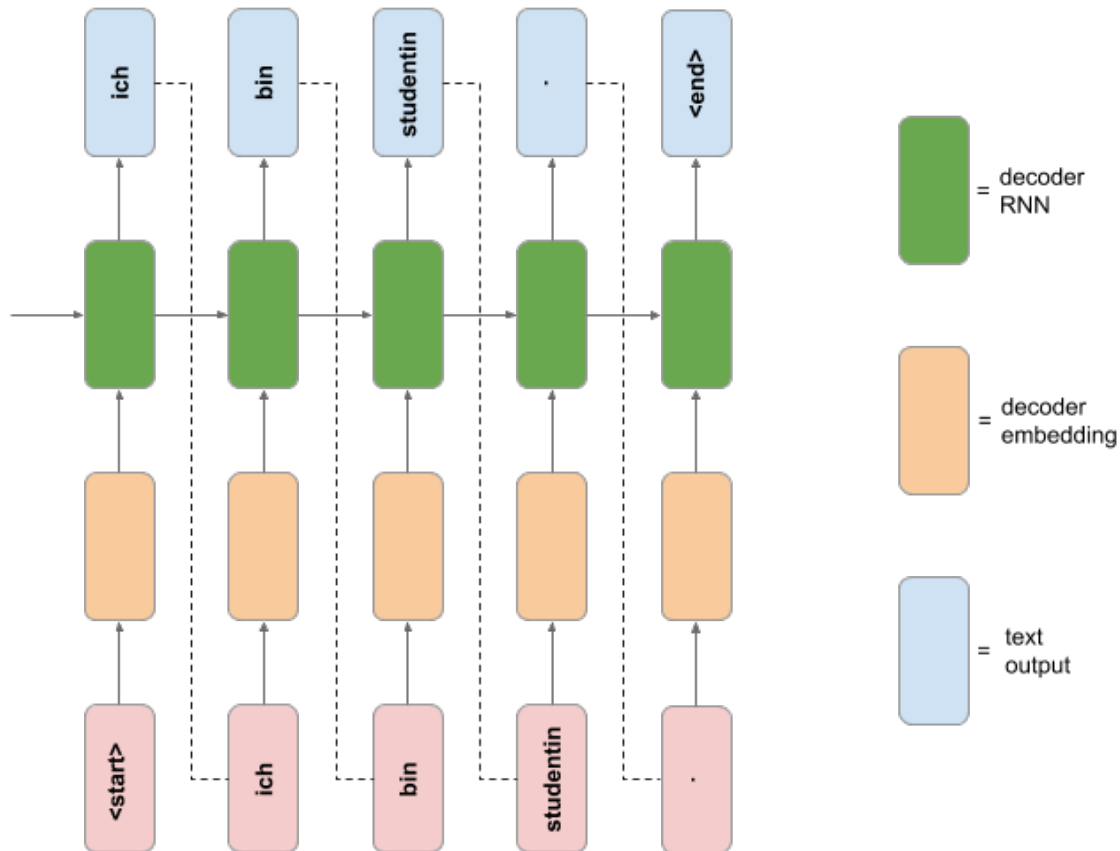 ich
bin
studentin
.
<end>
= decoder
RNN
= decoder
embedding
= text
output
<start>
ich
bin
studentin
.